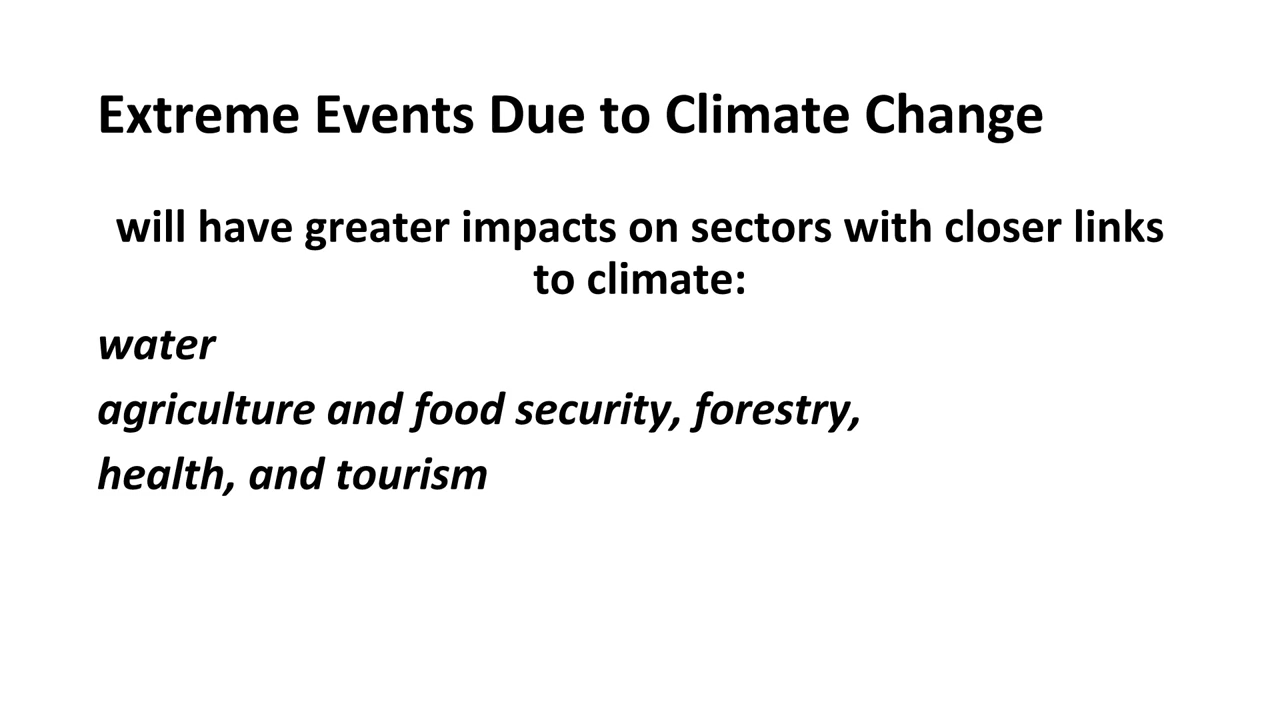 Extreme Events Due to Climate Change
will have greater impacts on sectors with closer links
to climate:
water
agriculture and food security, forestry,
health, and tourism